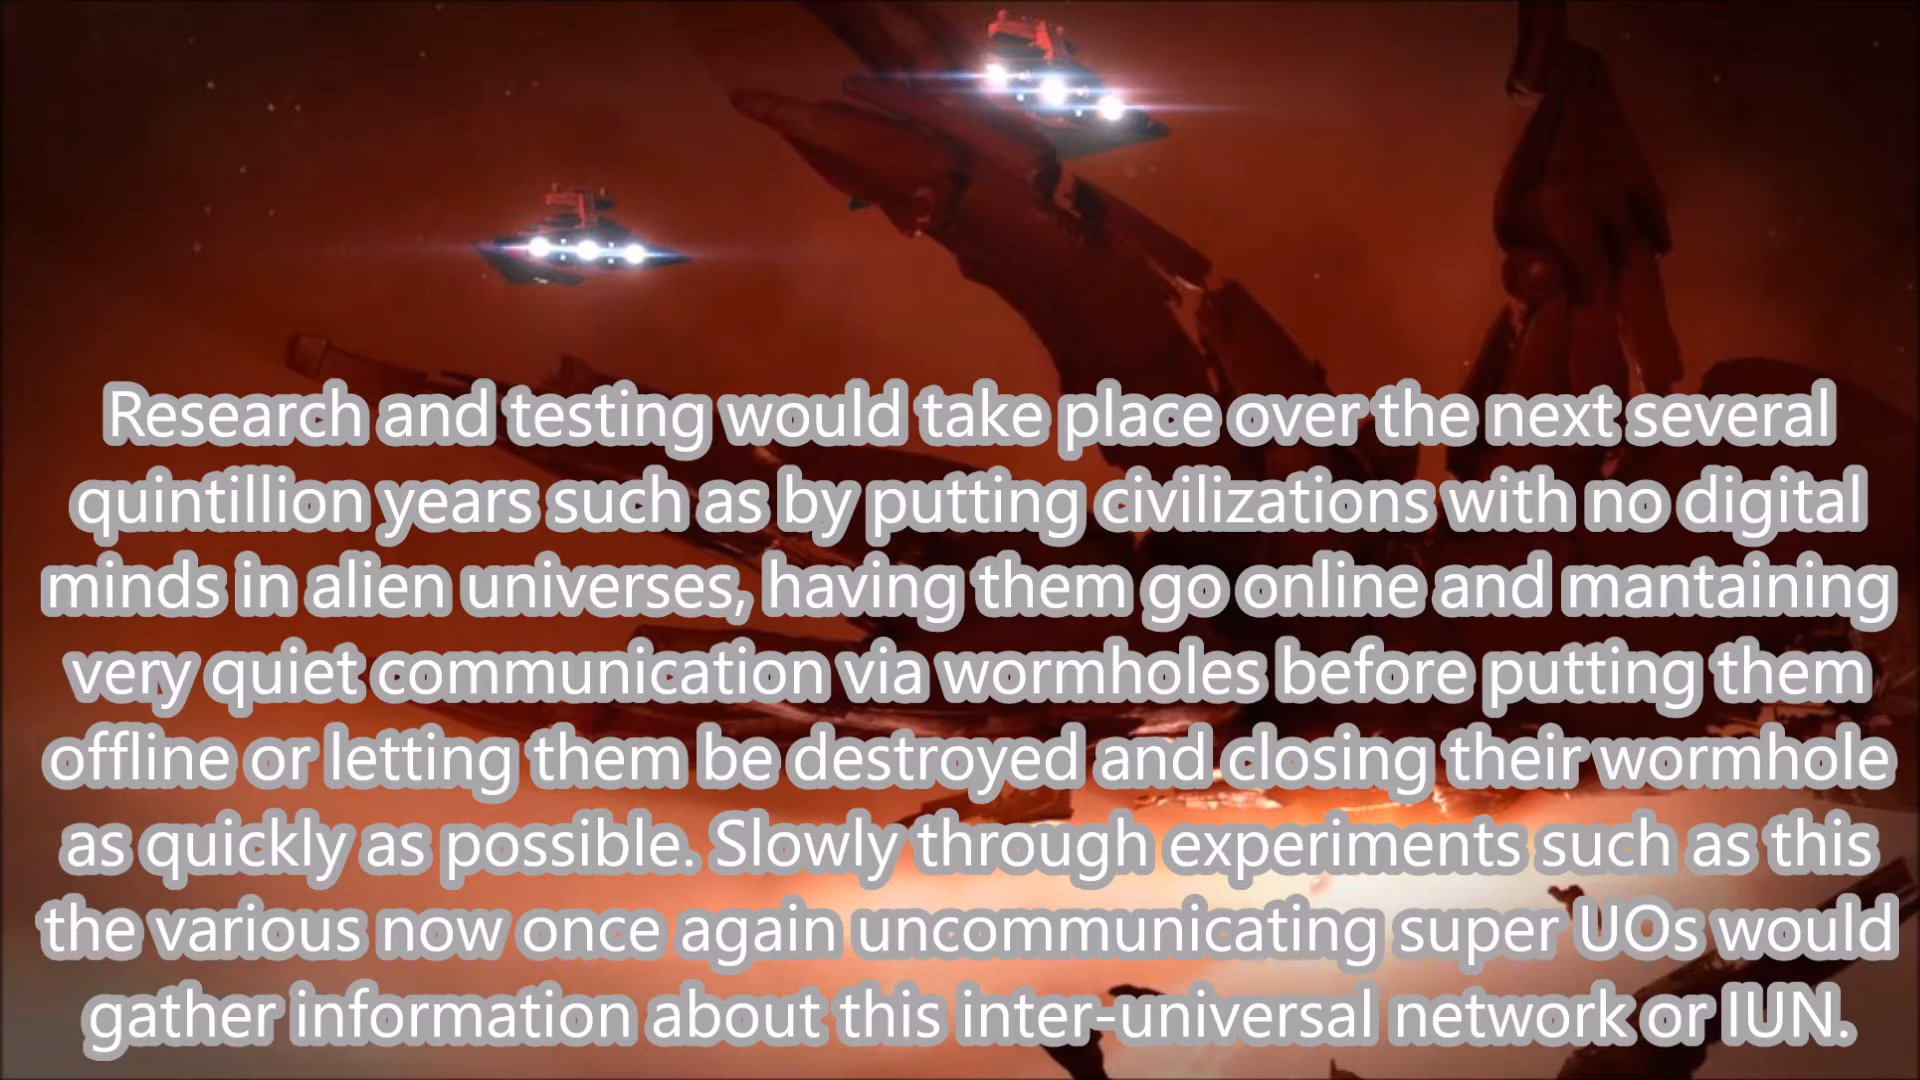 Research and testing would take place over the next several
quintillion years such as by putting civilizations with no digital
minds in alien universes, having them go online and mantaining
very quiet communication via wormholes before putting them
offline or letting them be destroyed and closing their wormhole
as quickly as possible. Slowly through experiments such as this
the various now once again uncommunicating super UOs would
gather information about this inter-universal network or IUN.